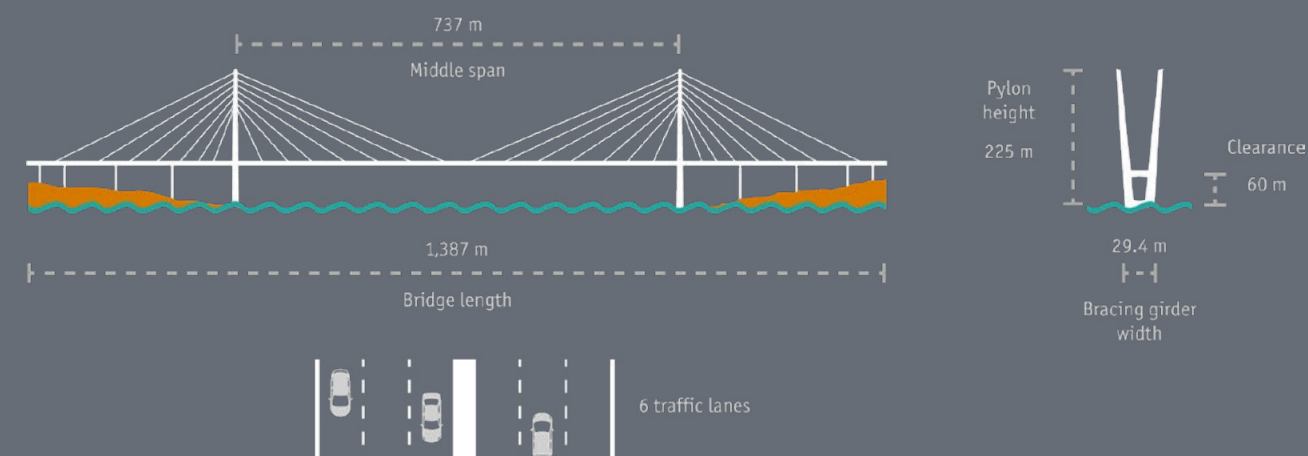 737 m
Middle span
Pylon
height
225 m
Clearance
60 m
1,387 m
Bridge length
29.4 m
Bracing girder
width
6 traffic lanes